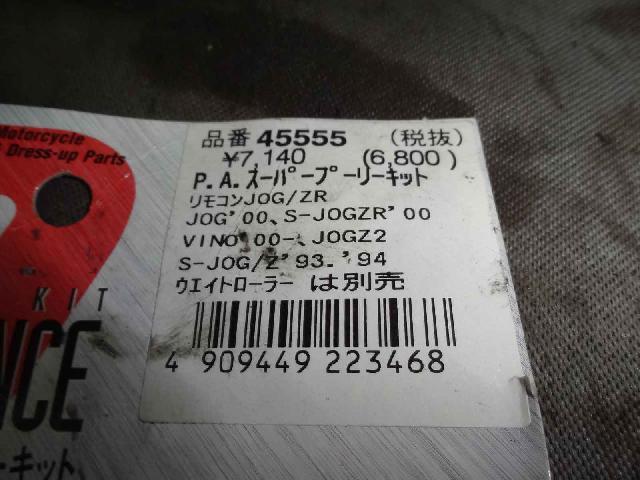 Motorcycle
Dress-up Parts
KIT
NCE
ーキット
品番 45555 (税抜)
¥7,140 (6,800)
P.A.ｽｰﾊﾟｰﾌﾟｰﾘｰｷｯﾄ
ﾘﾓｺﾝJOG/ZR
JOG'00、S-JOGZR'00
VINO'00-、JOGZ2
S-JOG/Z'93-'94
ｳｴｲﾄﾛｰﾗｰ は別売
4 909449 223468